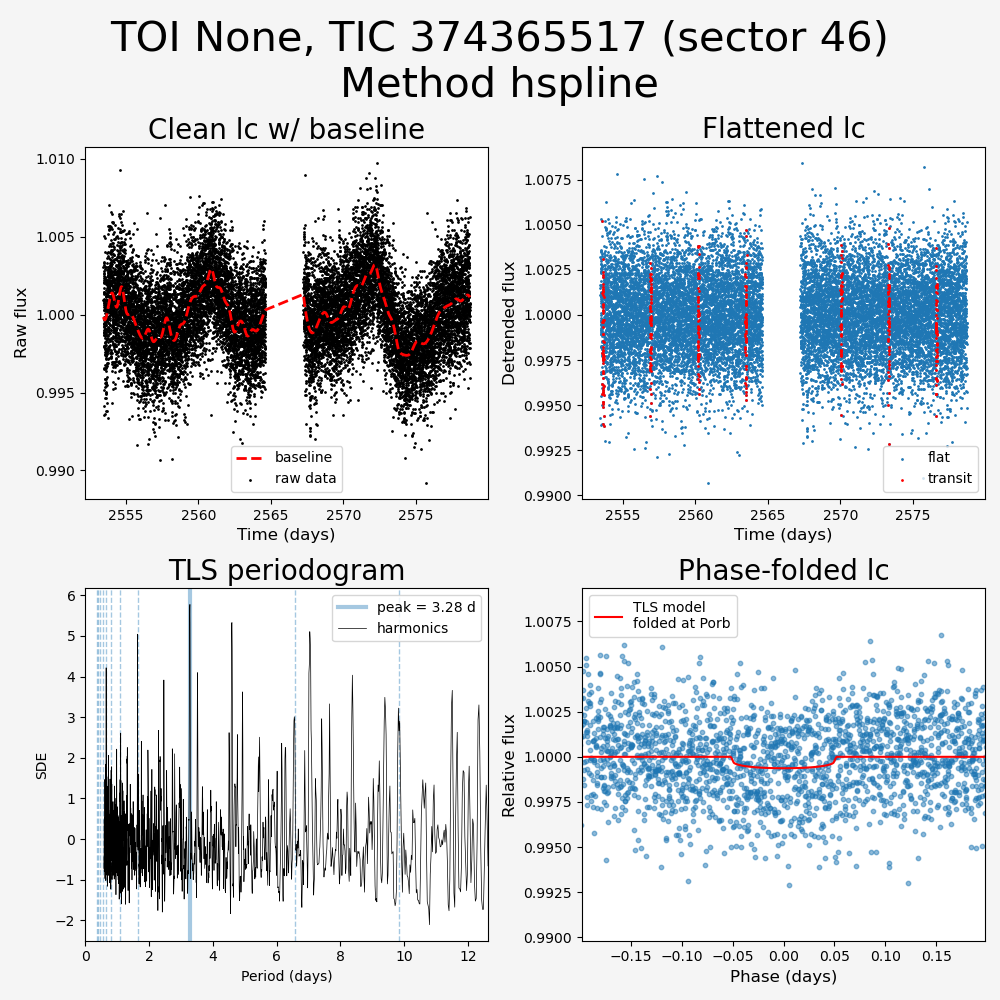 TOI None, TIC 374365517 (sector 46)
Method hspline
Clean lc w/ baseline
1.010
1.005
1.000
0.995
0.990
Raw flux
baseline
raw data
2555
2560
2565
2570
2575
Time (days)
Flattened lc
1.0075
1.0050
1.0025
1.0000
0.9975
0.9950
0.9925
0.9900
Detrended flux
flat
transit
2555
2560
2565
2570
2575
Time (days)
TLS periodogram
6
5
4
3
2
1
0
−1
−2
SDE
peak = 3.28 d
harmonics
0
2
4
6
8
10
12
Period (days)
Phase-folded lc
1.0075
1.0050
1.0025
1.0000
0.9975
0.9950
0.9925
0.9900
Relative flux
TLS model
folded at Porb
−0.15
−0.10
−0.05
0.00
0.05
0.10
0.15
Phase (days)